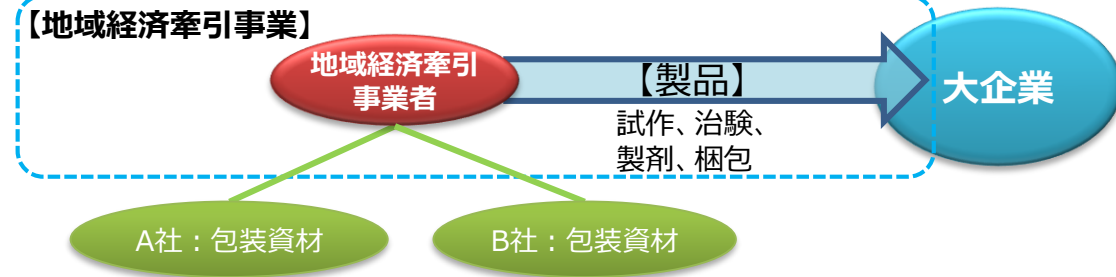 【地域経済牽引事業】
地域経済牽引
事業者
【製品】
試作、治験、
製剤、梱包
大企業
A社：包装資材
B社：包装資材